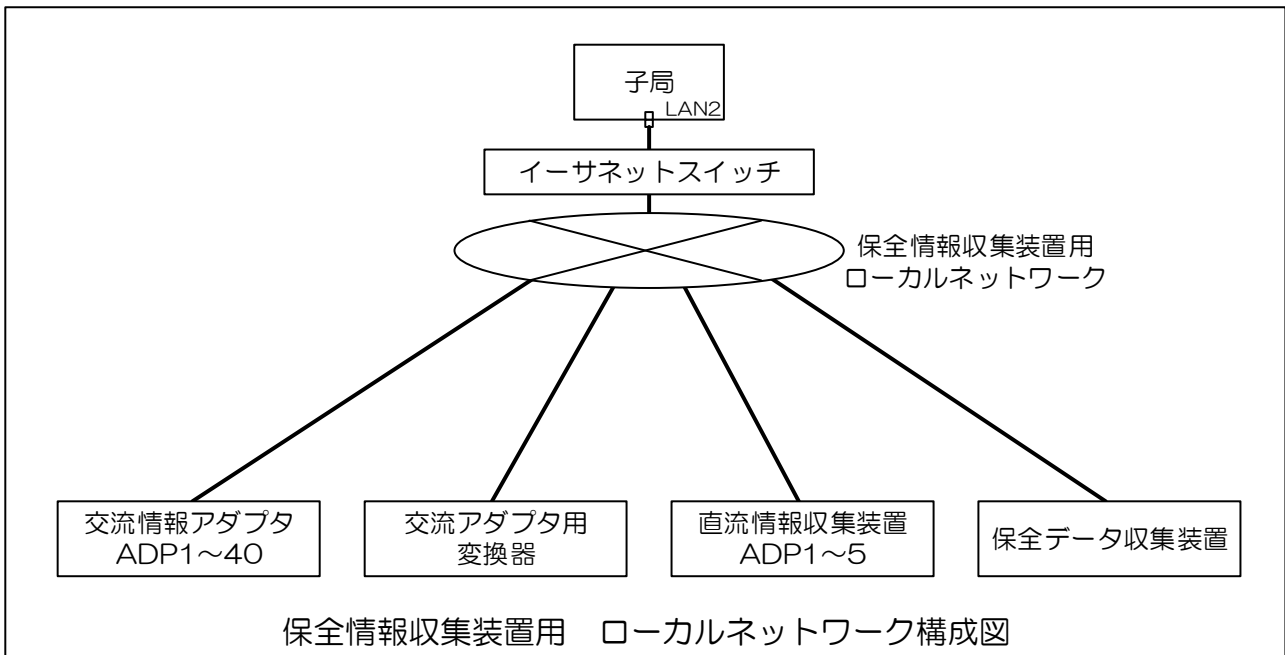 子局
LAN2
イーサネットスイッチ
保全情報収集装置用
ローカルネットワーク
交流情報アダプタ
ADP1～40
交流アダプタ用
変換器
直流情報収集装置
ADP1～5
保全データ収集装置
保全情報収集装置用　ローカルネットワーク構成図